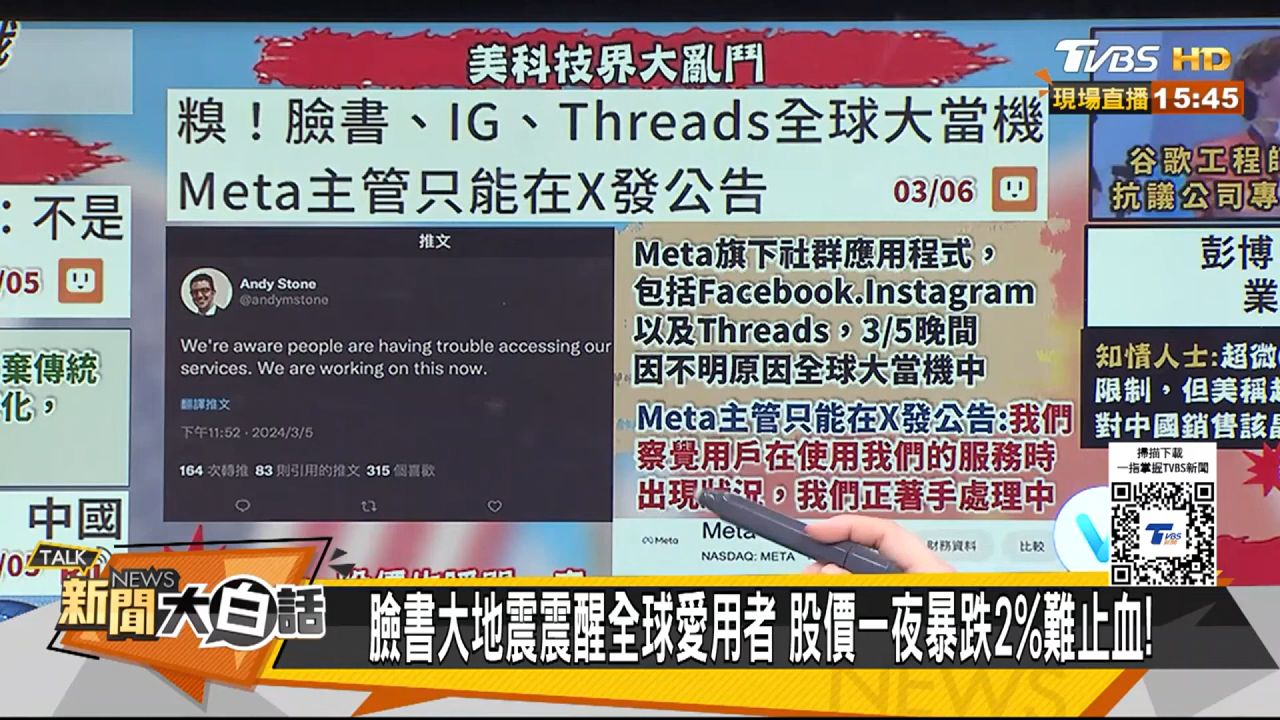 美科技界大亂鬥
TVBS HD
現場直播 15:45
糗！臉書、IG、Threads全球大當機
Meta主管只能在X發公告
03/06
：不是
/05
棄傳統
化，
中國
推文
Andy Stone
@andymstone
We're aware people are having trouble accessing our
services. We are working on this now.
翻譯推文
下午11:52 · 2024/3/5
164 次轉推 83 則引用的推文 315 個喜歡
Meta旗下社群應用程式，
包括Facebook.Instagram
以及Threads，3/5晚間
因不明原因全球大當機中
Meta主管只能在X發公告:我們
察覺用戶在使用我們的服務時
出現狀況，我們正著手處理中
Meta
Meta
NASDAQ: META
財務資料
比較
谷歌工程師
抗議公司專
彭博
業
知情人士:超微
限制，但美稱
對中國銷售該
掃描下載
一指掌握TVBS新聞
TVBS
新聞
TALK
NEWS
新聞大白話
臉書大地震震醒全球愛用者 股價一夜暴跌2%難止血!
NEWS